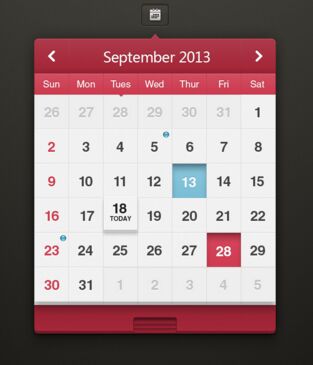 September 2013
Sun Mon Tues Wed Thur Fri Sat
26 27 28 29 30 31 1
2 3 4 5 6 7 8
9 10 11 12 13 14 15
16 17 18 19 20 21 22
TODAY
23 24 25 26 27 28 29
30 31 1 2 3 4 5